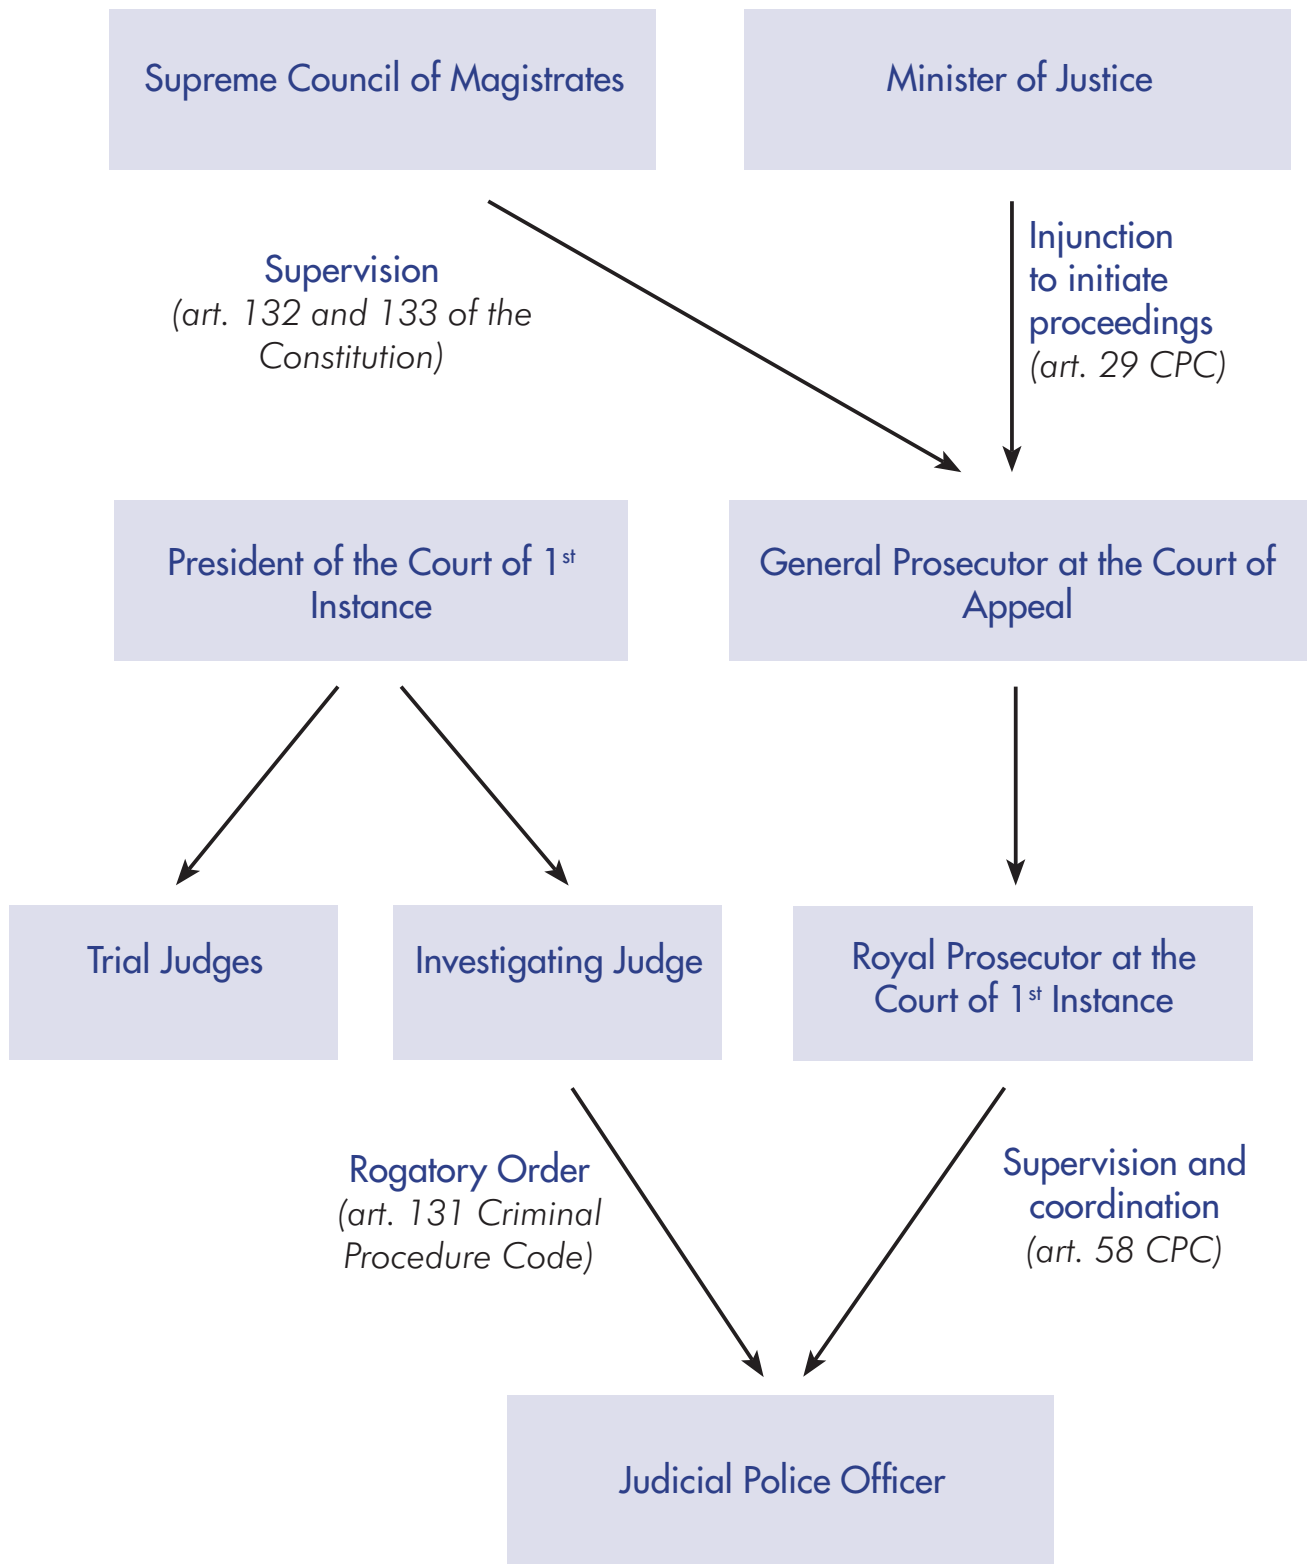 Supreme Council of Magistrates
Minister of Justice
Supervision
(art. 132 and 133 of the
Constitution)
Injunction
to initiate
proceedings
(art. 29 CPC)
President of the Court of 1st
Instance
General Prosecutor at the Court of
Appeal
Trial Judges
Investigating Judge
Royal Prosecutor at the
Court of 1st Instance
Rogatory Order
(art. 131 Criminal
Procedure Code)
Supervision and
coordination
(art. 58 CPC)
Judicial Police Officer